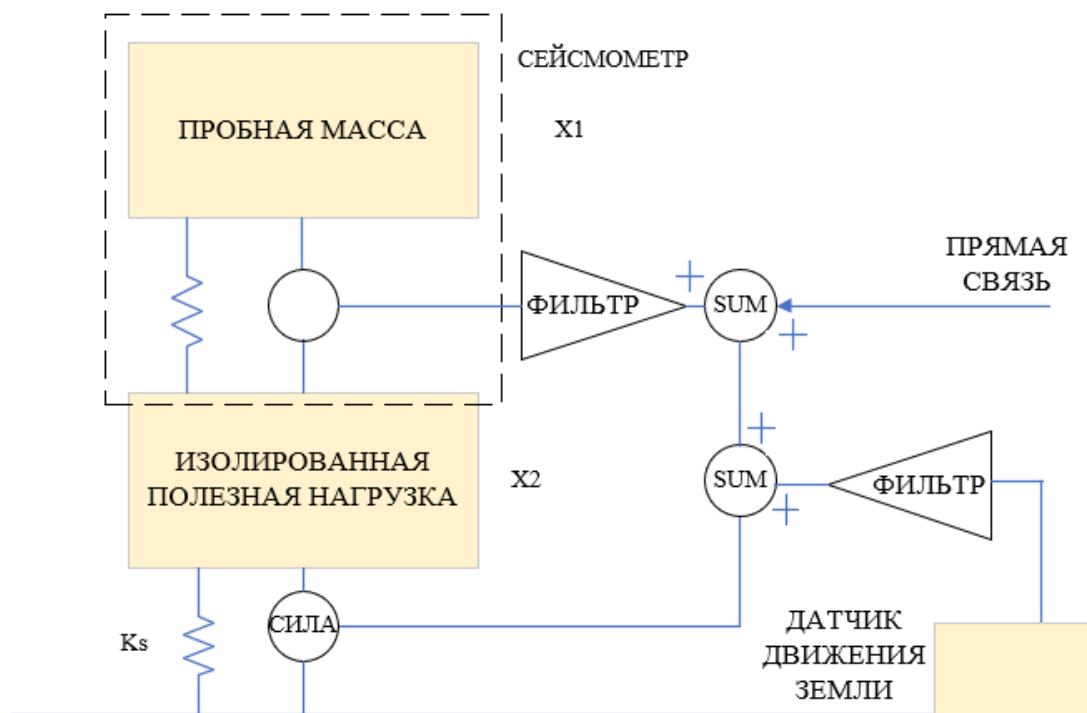 СЕЙСМОМЕТР
ПРОБНАЯ МАССА
X1
ПРЯМАЯ
СВЯЗЬ
ФИЛЬТР
+
SUM
+
ИЗОЛИРОВАННАЯ
ПОЛЕЗНАЯ НАГРУЗКА
X2
+
SUM
+
ФИЛЬТР
Ks
СИЛА
ДАТЧИК
ДВИЖЕНИЯ
ЗЕМЛИ